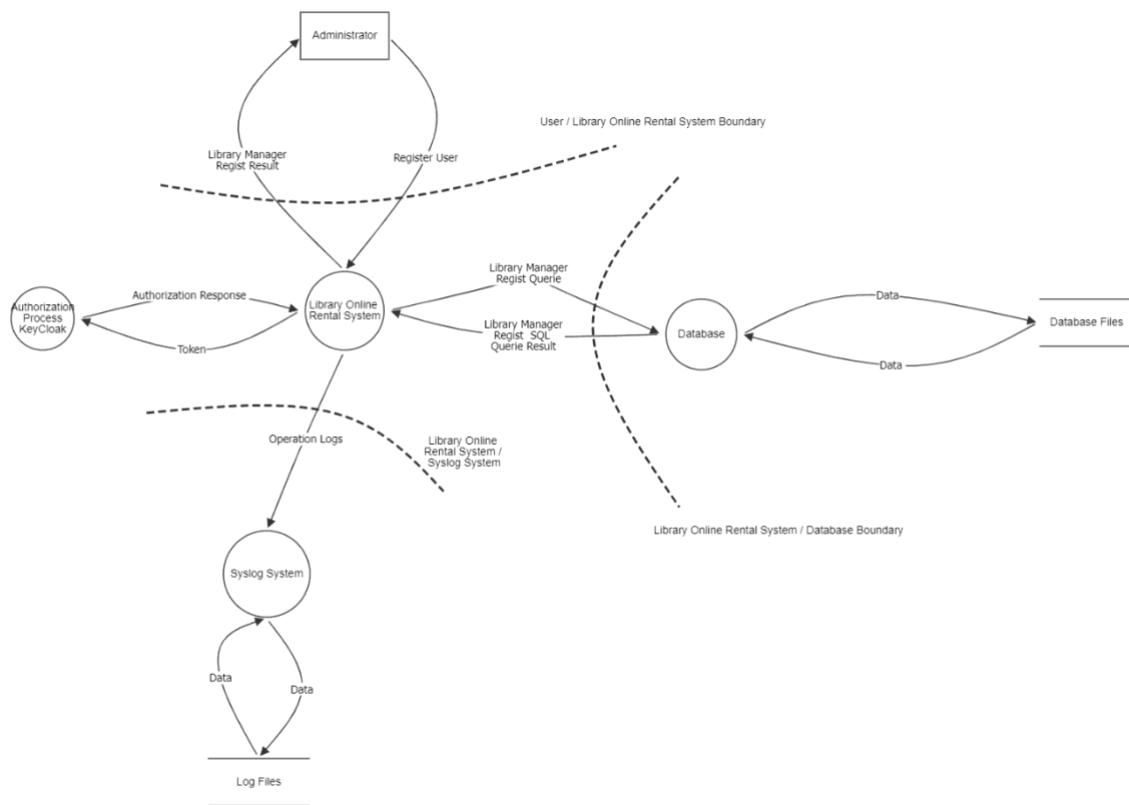 Administrator
User / Library Online Rental System Boundary
Library Manager
Regist Result
Register User
Library Manager
Regist Querie
Authorization Response
Authorization
Process
KeyCloak
Library Online
Rental System
Data
Database Files
Library Manager
Regist SQL
Querie Result
Database
Token
Data
Operation Logs
Library Online
Rental System /
Syslog System
Library Online Rental System / Database Boundary
Syslog System
Data
Data
Log Files